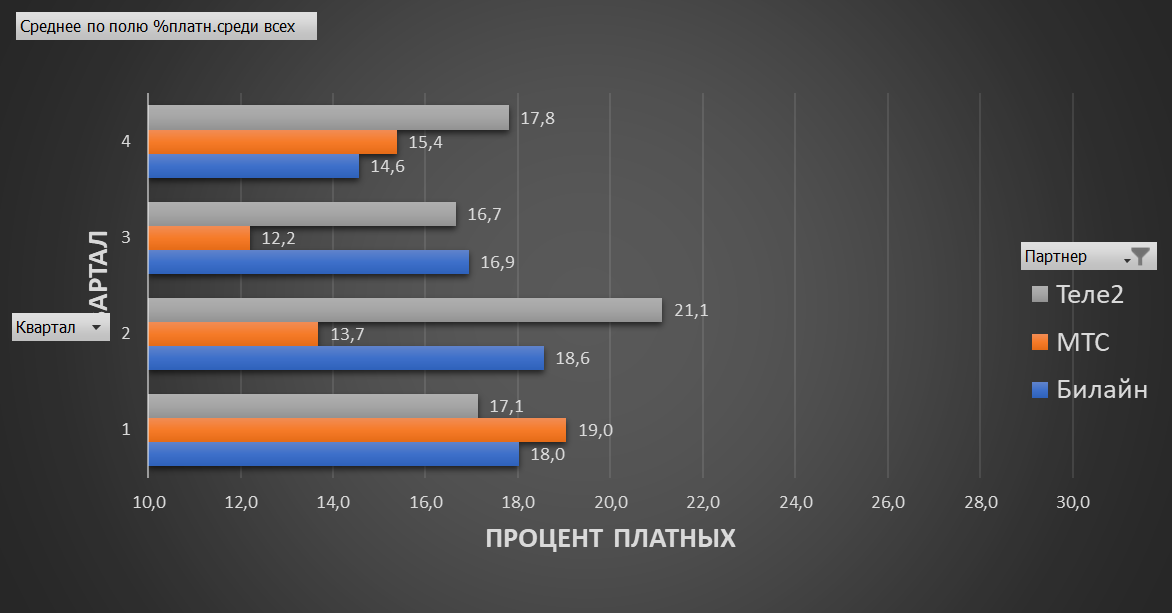 Среднее по полю %платн.среди всех
4
17,8
15,4
14,6
3
16,7
12,2
16,9
2
21,1
13,7
18,6
1
17,1
19,0
18,0
10,0 12,0 14,0 16,0 18,0 20,0 22,0 24,0 26,0 28,0 30,0
ПРОЦЕНТ ПЛАТНЫХ
ВАРТАЛ
Квартал
Партнер
Теле2
МТС
Билайн